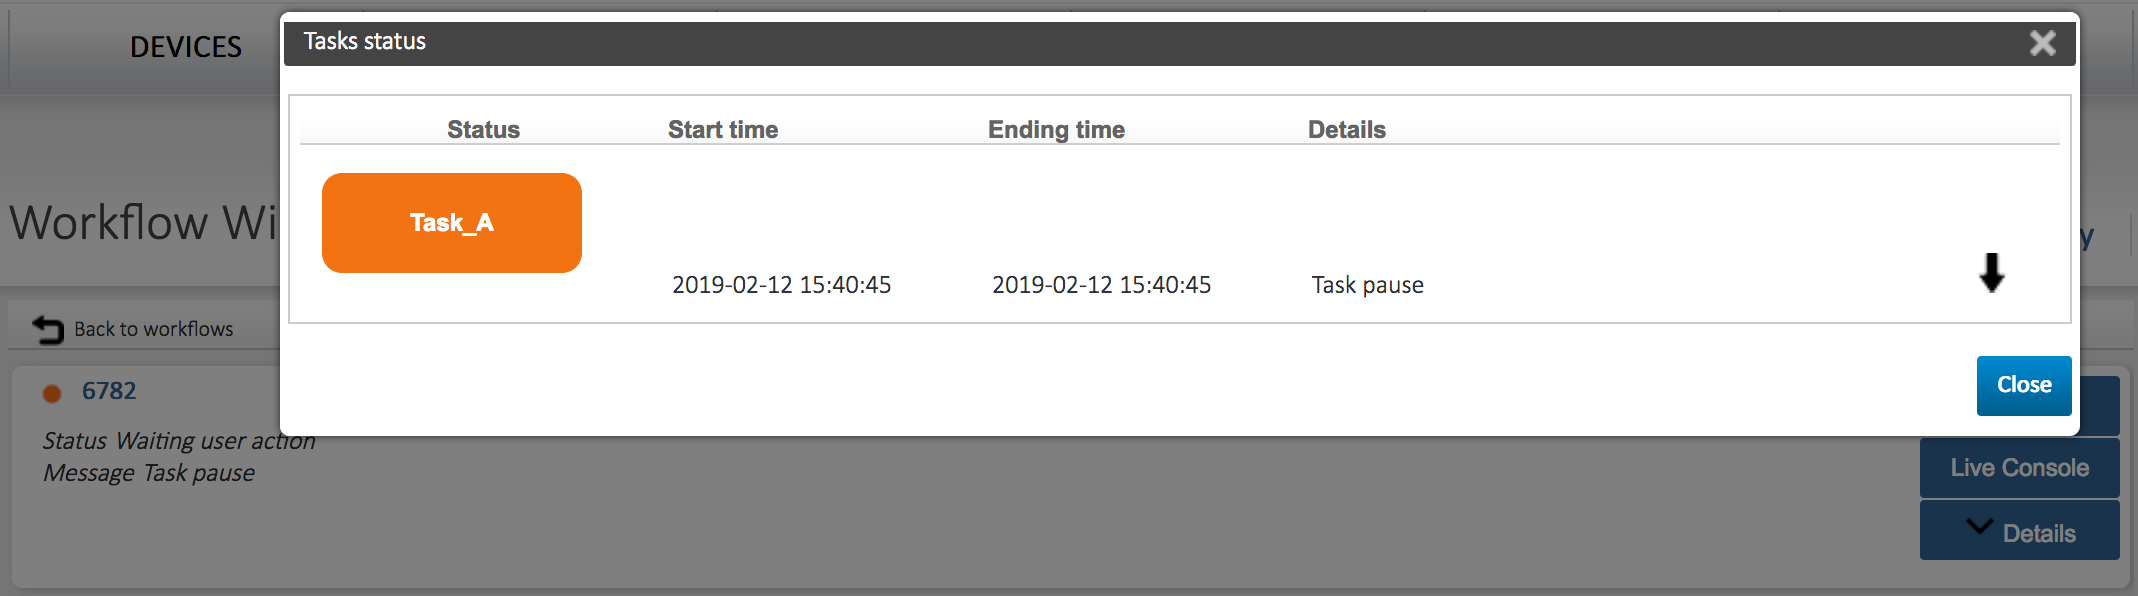 DEVICES
Tasks status
Status Start time Ending time Details
Task_A
2019-02-12 15:40:45 2019-02-12 15:40:45 Task pause
Workflow Wi
y
Back to workflows
Close
6782
Status Waiting user action
Message Task pause
Live Console
Details